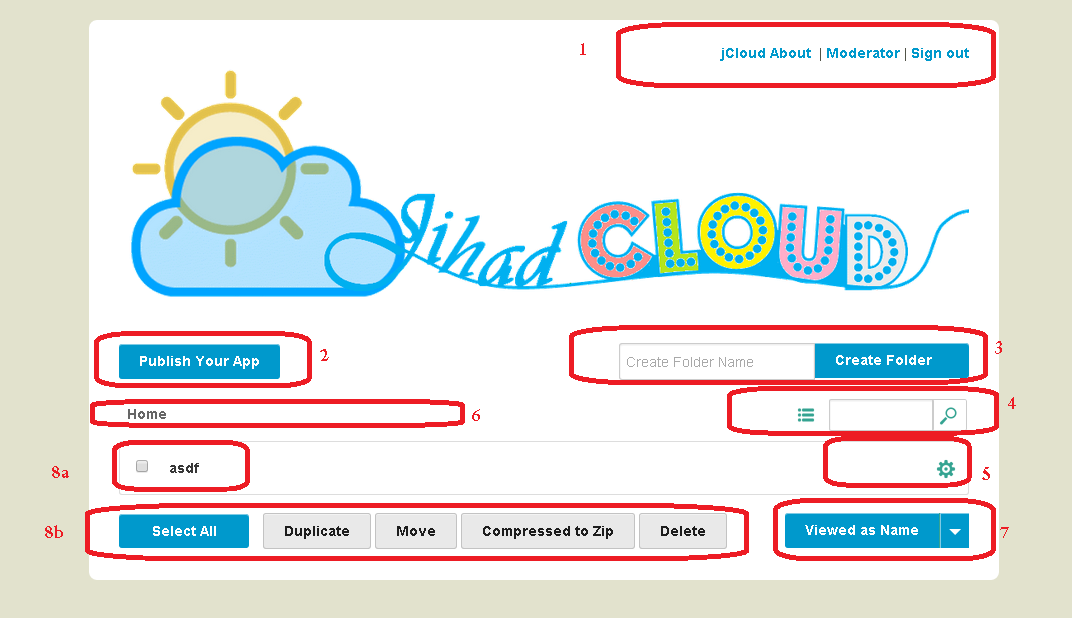 1
jCloud About | Moderator | Sign out
Jihad CLOUD
Publish Your App
2
Create Folder Name
Create Folder
3
Home
6
4
8a
asdf
5
8b
Select All
Duplicate
Move
Compressed to Zip
Delete
Viewed as Name
7